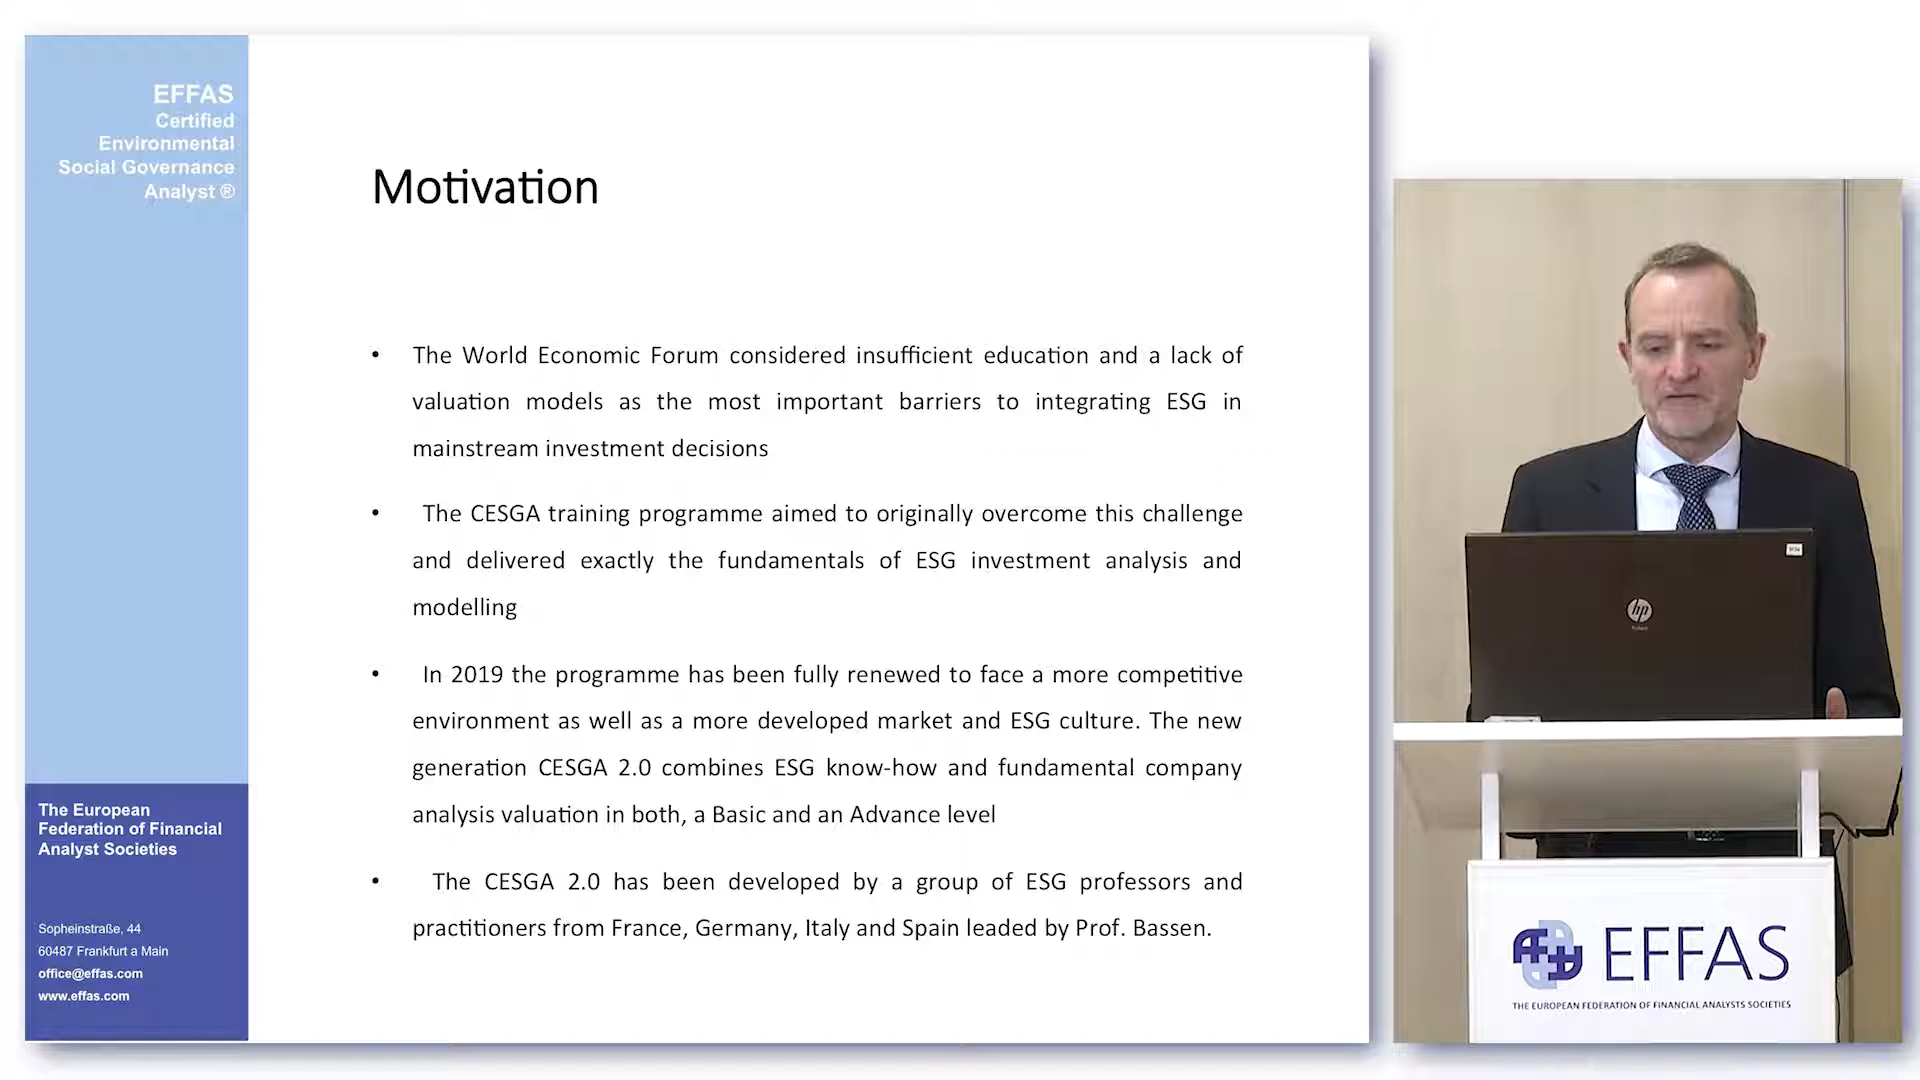 EFFAS
Certified
Environmental
Social Governance
Analyst ®
Motivation
• The World Economic Forum considered insufficient education and a lack of
valuation models as the most important barriers to integrating ESG in
mainstream investment decisions
• The CESGA training programme aimed to originally overcome this challenge
and delivered exactly the fundamentals of ESG investment analysis and
modelling
• In 2019 the programme has been fully renewed to face a more competitive
environment as well as a more developed market and ESG culture. The new
generation CESGA 2.0 combines ESG know-how and fundamental company
analysis valuation in both, a Basic and an Advance level
• The CESGA 2.0 has been developed by a group of ESG professors and
practitioners from France, Germany, Italy and Spain leaded by Prof. Bassen.
The European
Federation of Financial
Analyst Societies
Sopheinstraße, 44
60487 Frankfurt a Main
office@effas.com
www.effas.com
hp
EFFAS
THE EUROPEAN FEDERATION OF FINANCIAL ANALYSTS SOCIETIES